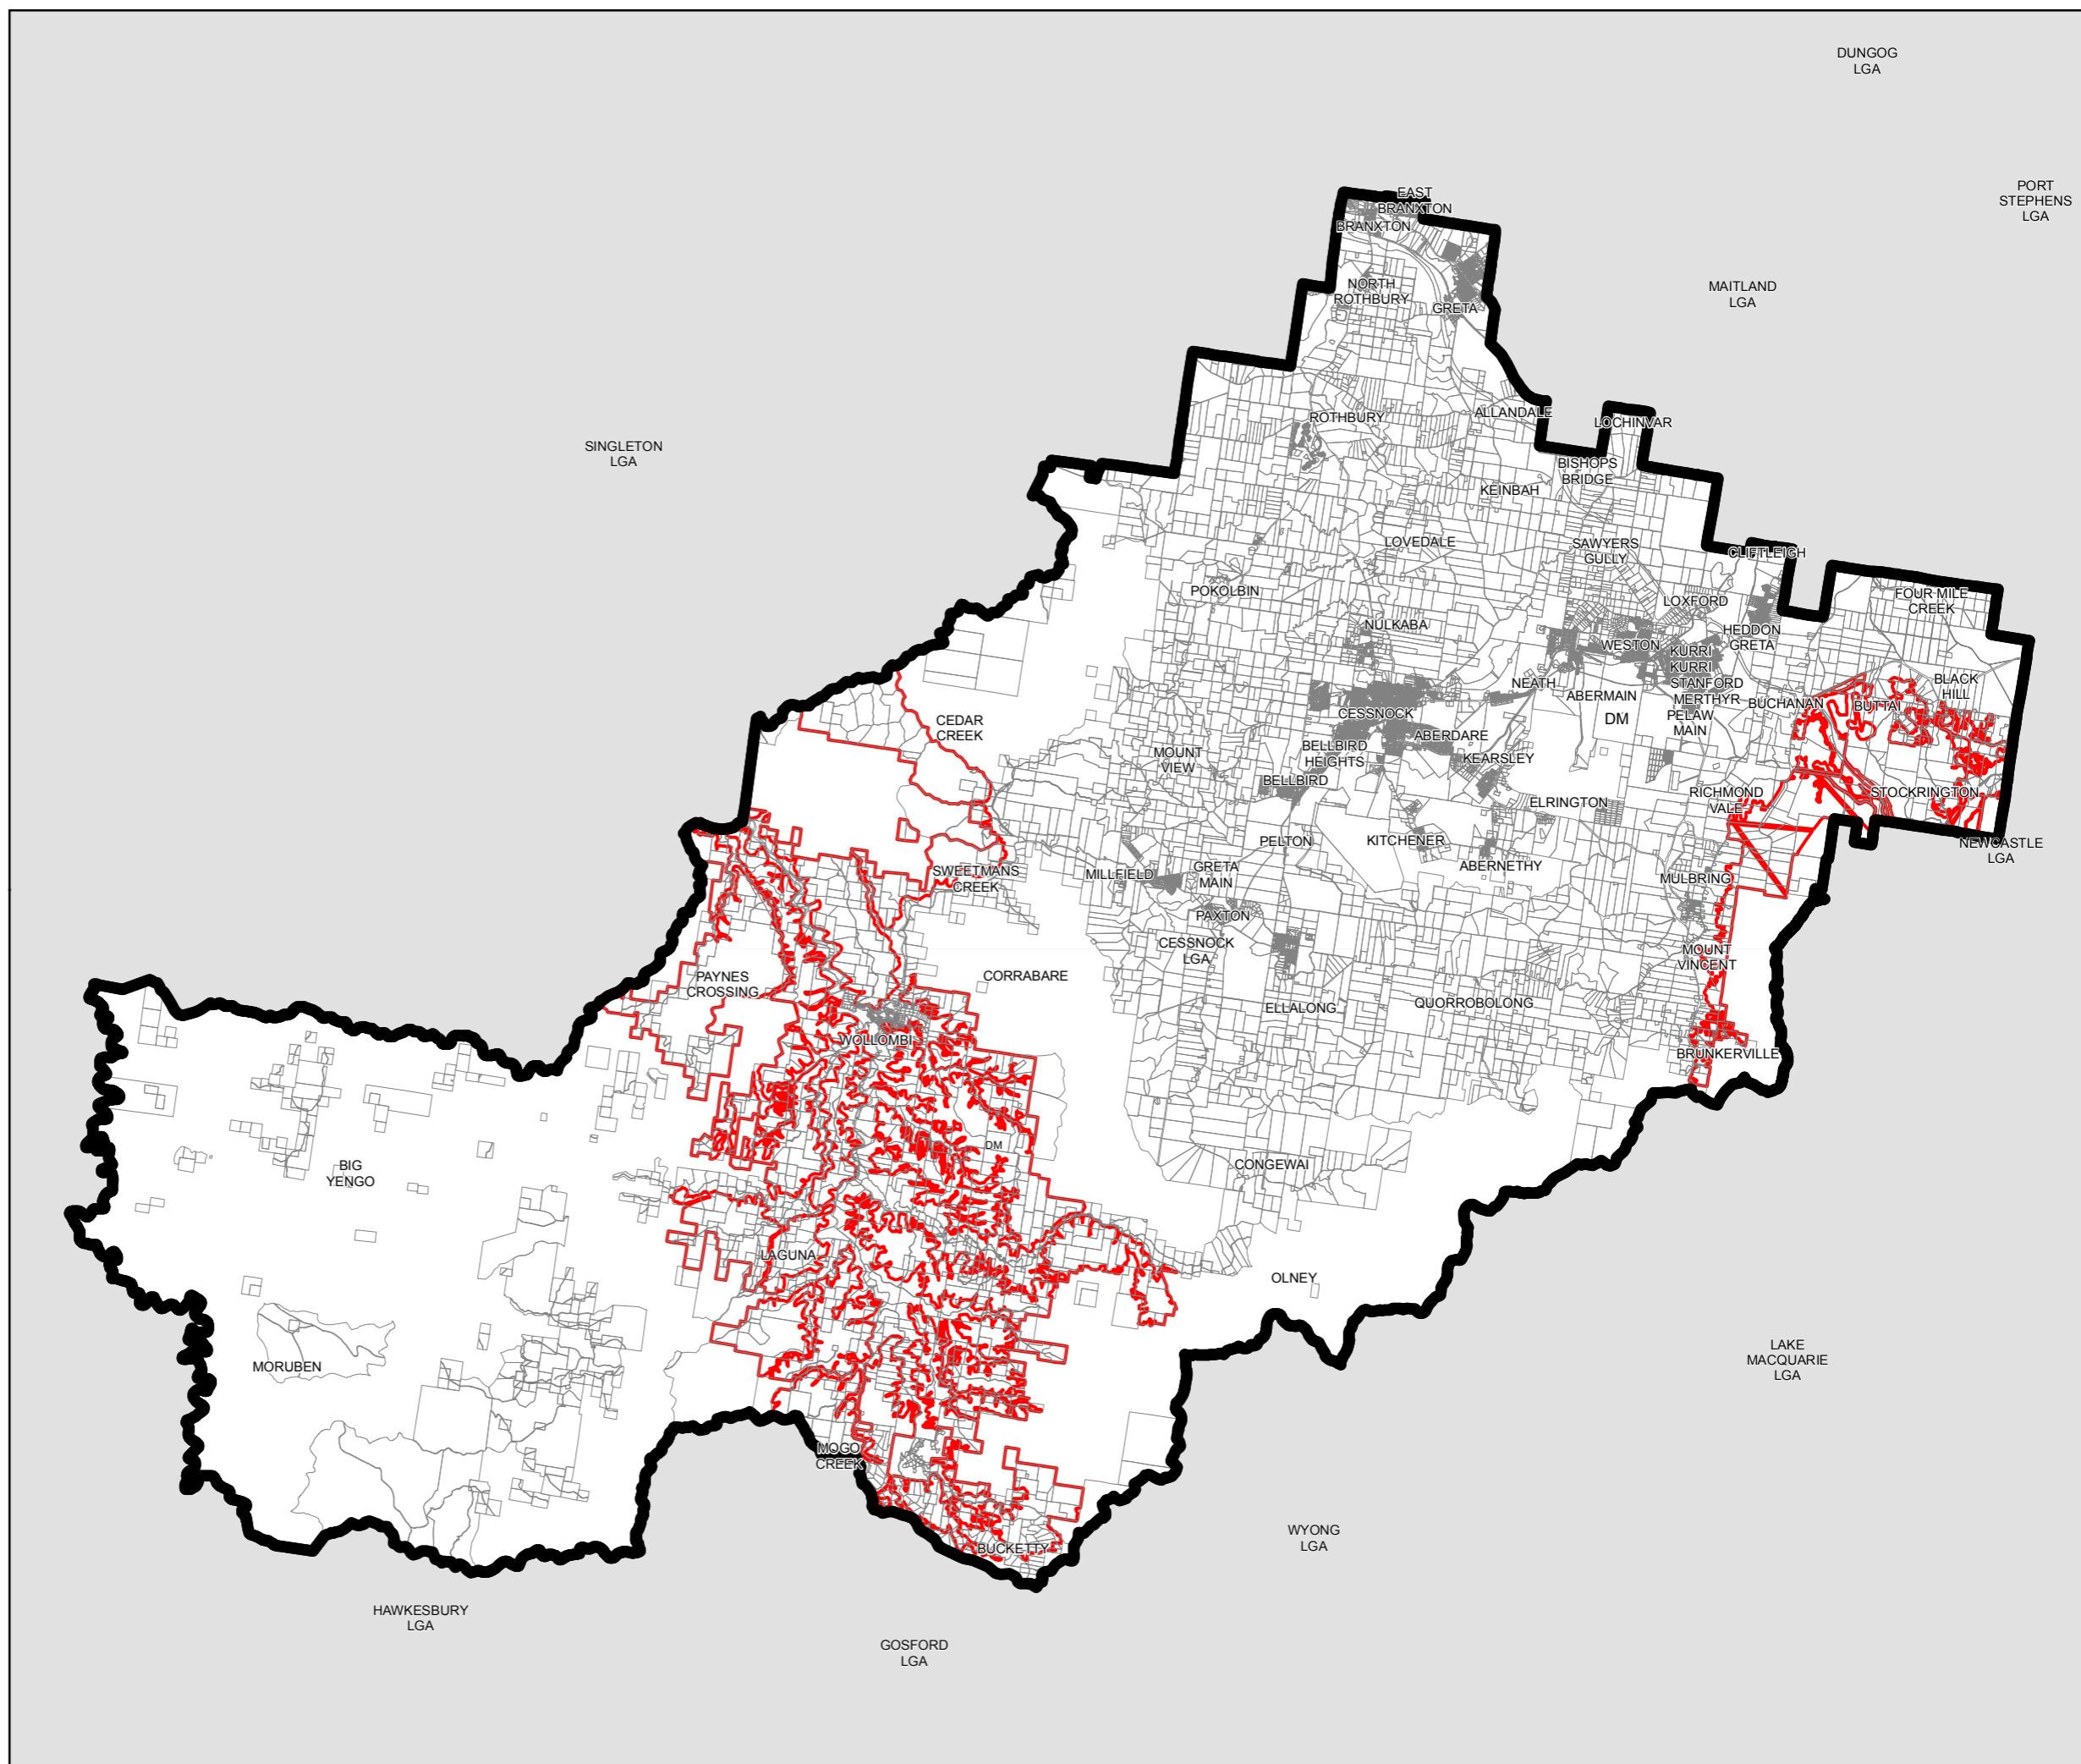 DUNGOG
LGA
PORT
STEPHENS
LGA
EAST
BRANXTON
BRANXTON
NORTH
ROTHBURY
GRETA
MAITLAND
LGA
ROTHBURY
ALLANDALE
LOCHINVAR
SINGLETON
LGA
BISHOPS
BRIDGE
KEINBAH
LOVEDALE
SAWYERS
GULLY
CLIFTLEIGH
POKOLBIN
LOXFORD
FOUR MILE
CREEK
NULKABA
HEDDON
GRETA
WESTON
KURRI
KURRI
NEATH
STANFORD
MERTHYR
ABERMAIN
BLACK
HILL
BUCHANAN
BUTTAI
CESSNOCK
DM
PELAW
MAIN
CEDAR
CREEK
ABERDARE
BELLBIRD
HEIGHTS
MOUNT
VIEW
KEARSLEY
BELLBIRD
RICHMOND
VALE
STOCKRINGTON
ELRINGTON
PELTON
KITCHENER
NEWCASTLE
LGA
ABERNETHY
SWEETMANS
CREEK
MILLFIELD
GRETA
MAIN
MULBRING
PAXTON
CESSNOCK
LGA
MOUNT
VINCENT
PAYNES
CROSSING
CORRABARE
ELLALONG
QUORROBOLONG
WOLLOMBI
BRUNKERVILLE
DM
BIG
YENGO
CONGEWAI
LAGUNA
OLNEY
MORUBEN
LAKE
MACQUARIE
LGA
MOGO
CREEK
WYONG
LGA
BUCKETTY
HAWKESBURY
LGA
GOSFORD
LGA